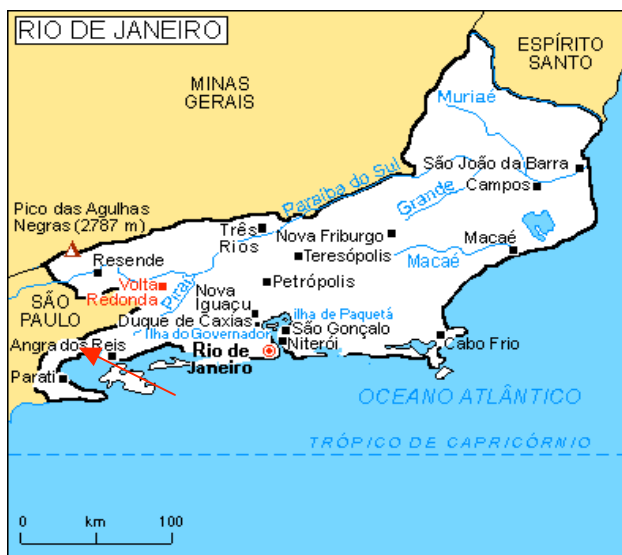 RIO DE JANEIRO
ESPÍRITO
SANTO
MINAS
GERAIS
Muriaé
São João da Barra
Campos
Paraíba do Sul
Grande
Pico das Agulhas
Negras (2787 m)
Três
Rios
Nova Friburgo
Macaé
Teresópolis
Macaé
Resende
Petrópolis
Volta
Redonda
Piraí
Nova
Iguaçu
SÃO
PAULO
ilha de Paquetá
Duque de Caxias
São Gonçalo
Ilha do Governador
Niterói
Cabo Frio
Angra dos Reis
Rio de
Janeiro
Parati
OCEANO ATLÂNTICO
TRÓPICO DE CAPRICÓRNIO
0 km 100